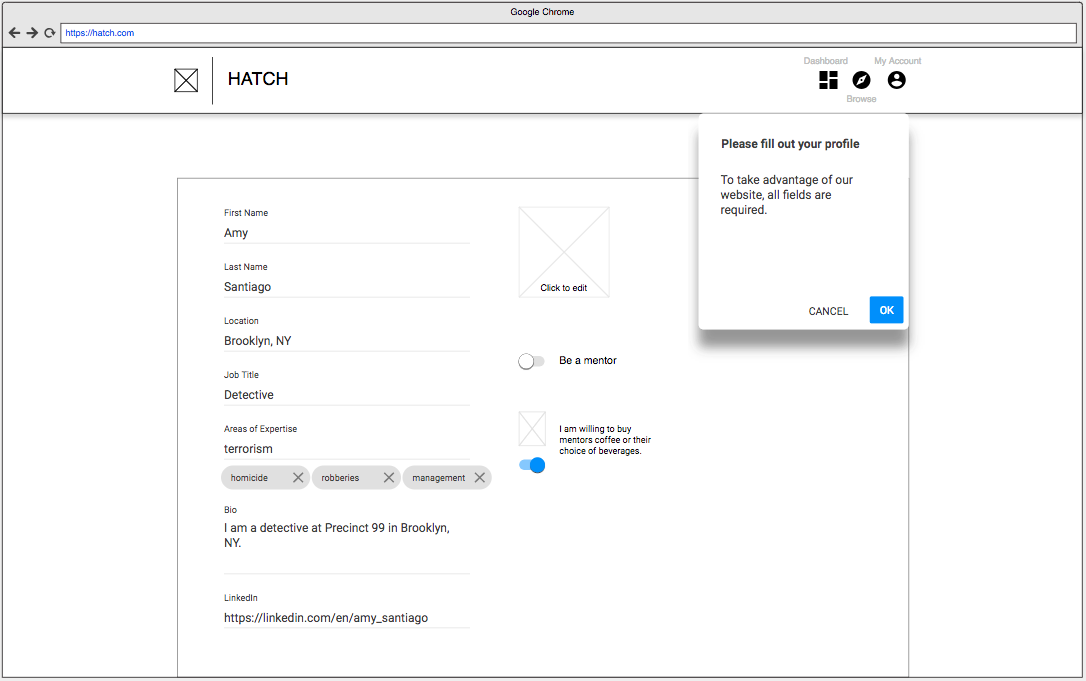 Google Chrome
https://hatch.com
HATCH
Dashboard
My Account
Browse
Please fill out your profile
To take advantage of our
website, all fields are
required.
CANCEL
OK
First Name
Amy
Last Name
Santiago
Location
Brooklyn, NY
Job Title
Detective
Areas of Expertise
terrorism
homicide
robberies
management
Bio
I am a detective at Precinct 99 in Brooklyn,
NY.
LinkedIn
https://linkedin.com/en/amy_santiago
Click to edit
Be a mentor
I am willing to buy
mentors coffee or their
choice of beverages.